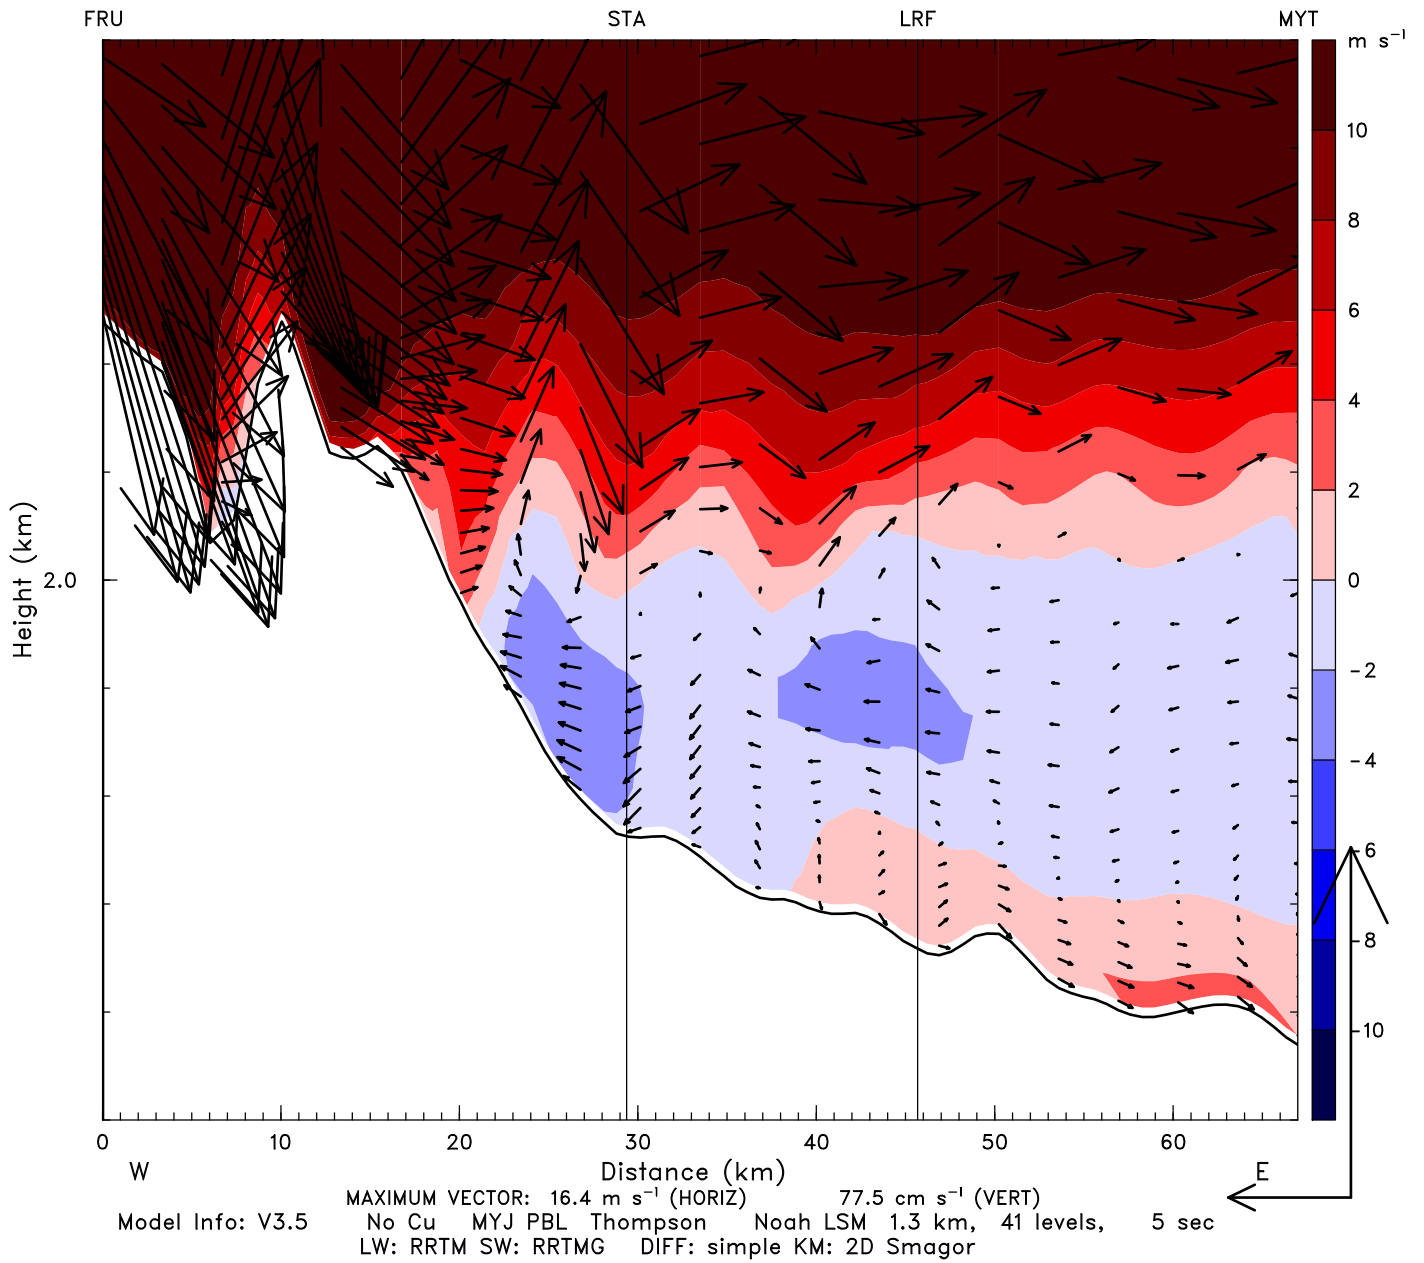 FRU STA LRF MYT
m s⁻¹
10
8
6
4
2
0
-2
-4
-6
-8
-10
Height (km)
2.0
0 10 20 30 40 50 60
W Distance (km) E
MAXIMUM VECTOR: 16.4 m s⁻¹ (HORIZ) 77.5 cm s⁻¹ (VERT)
Model Info: V3.5 No Cu MYJ PBL Thompson Noah LSM 1.3 km, 41 levels, 5 sec
LW: RRTM SW: RRTMG DIFF: simple KM: 2D Smagor